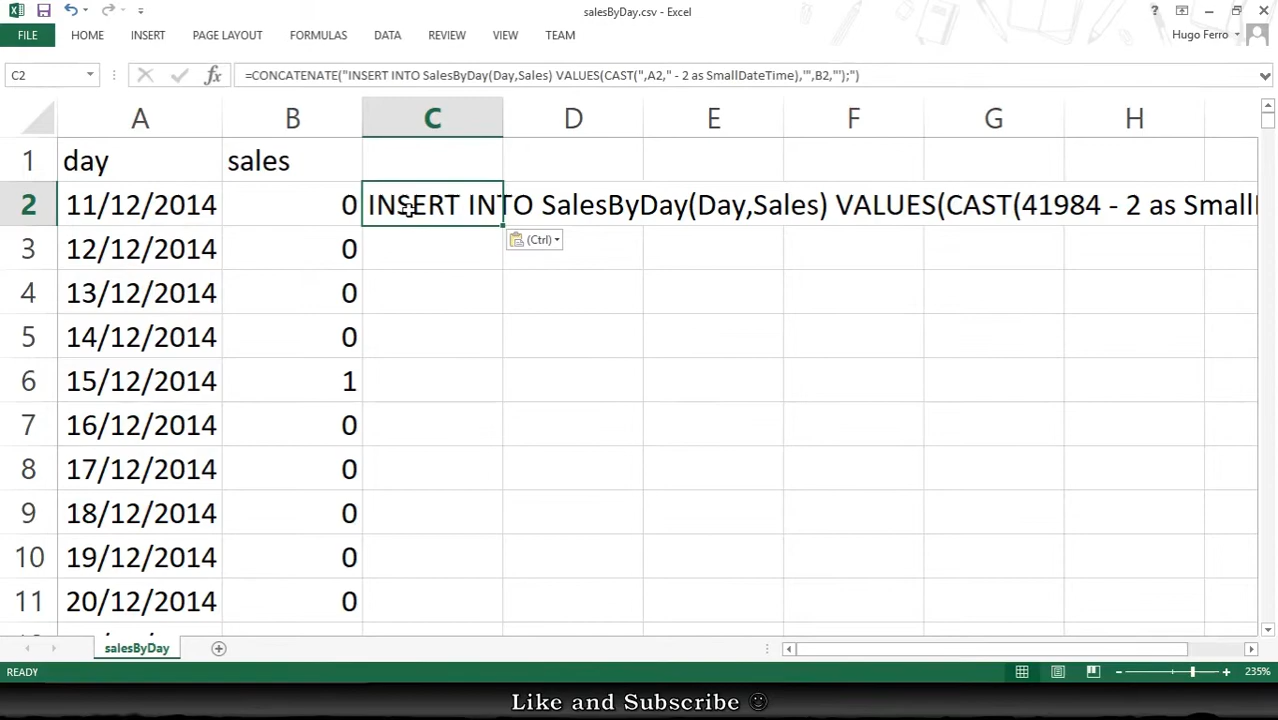 salesByDay.csv - Excel
?
FILE HOME INSERT PAGE LAYOUT FORMULAS DATA REVIEW VIEW TEAM Hugo Ferro
C2 fx =CONCATENATE("INSERT INTO SalesByDay(Day,Sales) VALUES(CAST(",A2," - 2 as SmallDateTime),'",B2,"');")
A B C D E F G H
1 day sales
2 11/12/2014 0 INSERT INTO SalesByDay(Day,Sales) VALUES(CAST(41984 - 2 as Smalll
(Ctrl)
3 12/12/2014 0
4 13/12/2014 0
5 14/12/2014 0
6 15/12/2014 1
7 16/12/2014 0
8 17/12/2014 0
9 18/12/2014 0
10 19/12/2014 0
11 20/12/2014 0
salesByDay
READY 235%
Like and Subscribe ☺